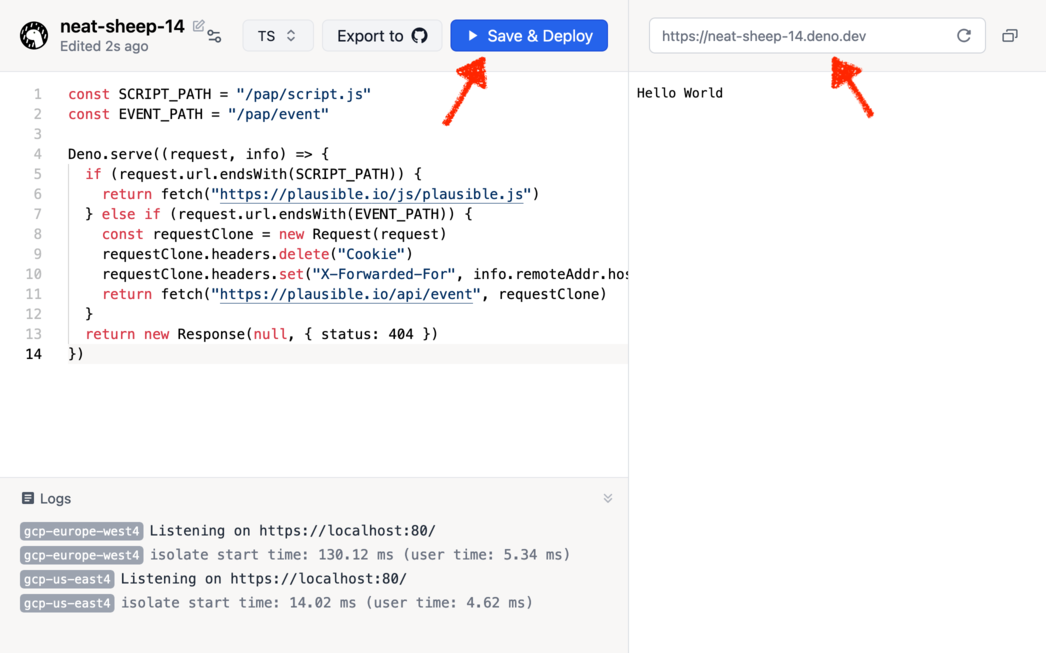 neat-sheep-14
Edited 2s ago
TS
Export to
Save & Deploy
https://neat-sheep-14.deno.dev
1 const SCRIPT_PATH = "/pap/script.js"
2 const EVENT_PATH = "/pap/event"
3
4 Deno.serve((request, info) => {
5 if (request.url.endsWith(SCRIPT_PATH)) {
6 return fetch("https://plausible.io/js/plausible.js")
7 } else if (request.url.endsWith(EVENT_PATH)) {
8 const requestClone = new Request(request)
9 requestClone.headers.delete("Cookie")
10 requestClone.headers.set("X-Forwarded-For", info.remoteAddr.hos
11 return fetch("https://plausible.io/api/event", requestClone)
12 }
13 return new Response(null, { status: 404 })
14 })
Hello World
Logs
gcp-europe-west4 Listening on https://localhost:80/
gcp-europe-west4 isolate start time: 130.12 ms (user time: 5.34 ms)
gcp-us-east4 Listening on https://localhost:80/
gcp-us-east4 isolate start time: 14.02 ms (user time: 4.62 ms)